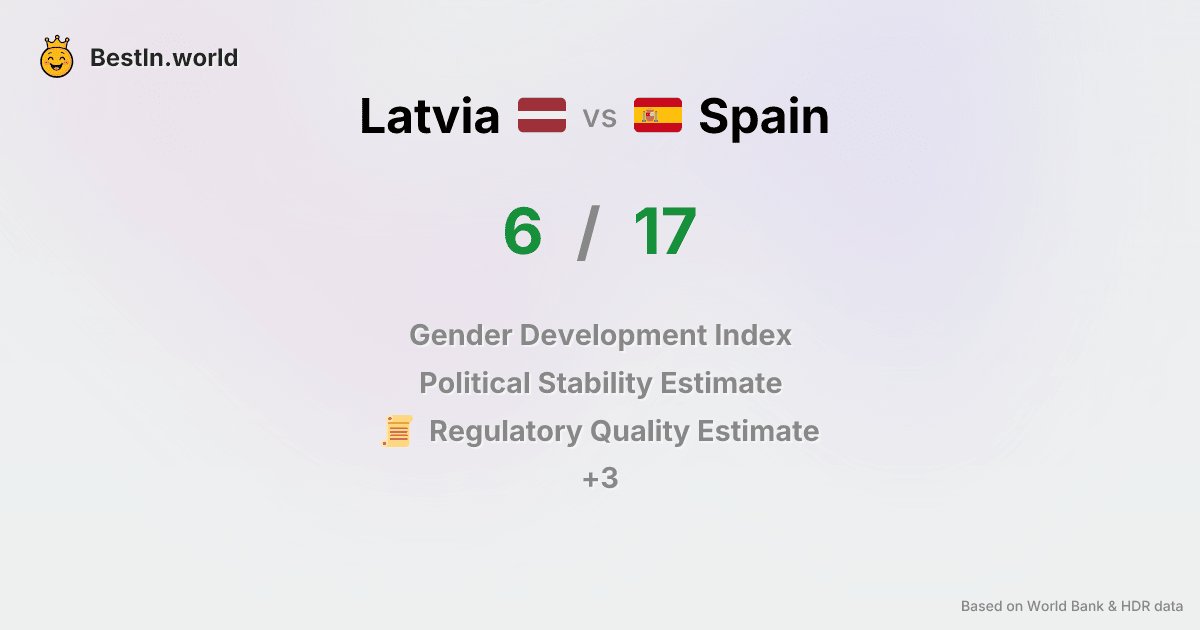 BestIn.world
Latvia vs Spain
6 / 17
Gender Development Index
Political Stability Estimate
Regulatory Quality Estimate
+3
Based on World Bank & HDR data